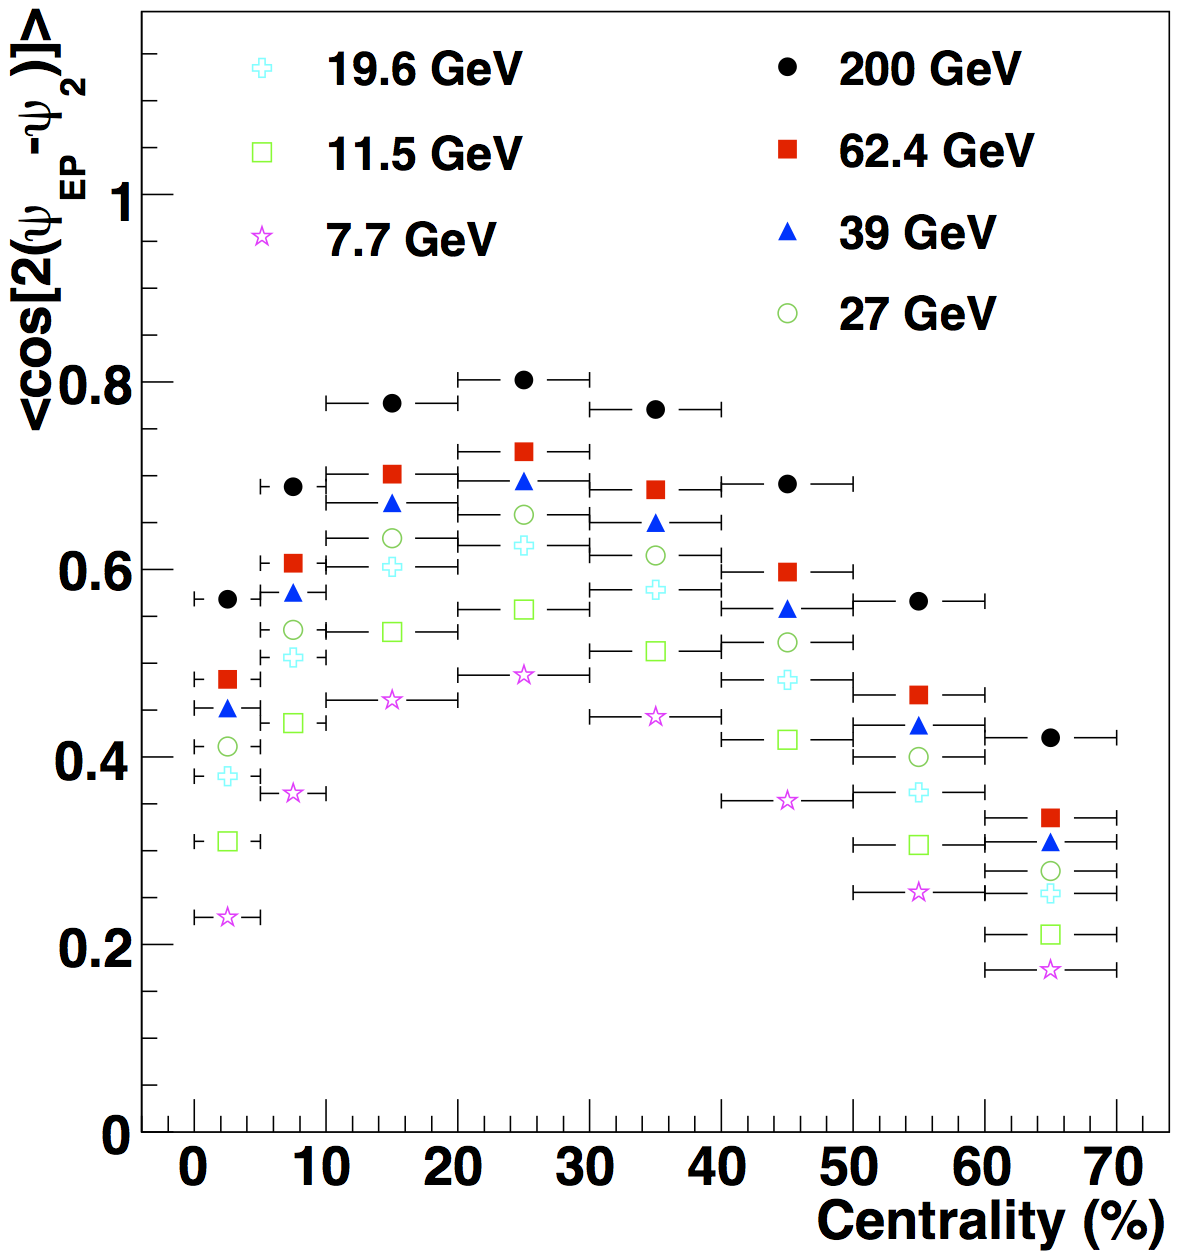 <cos[2(ψEP-ψ2)]>
19.6 GeV
11.5 GeV
7.7 GeV
200 GeV
62.4 GeV
39 GeV
27 GeV
1
0.8
0.6
0.4
0.2
0
0 10 20 30 40 50 60 70
Centrality (%)